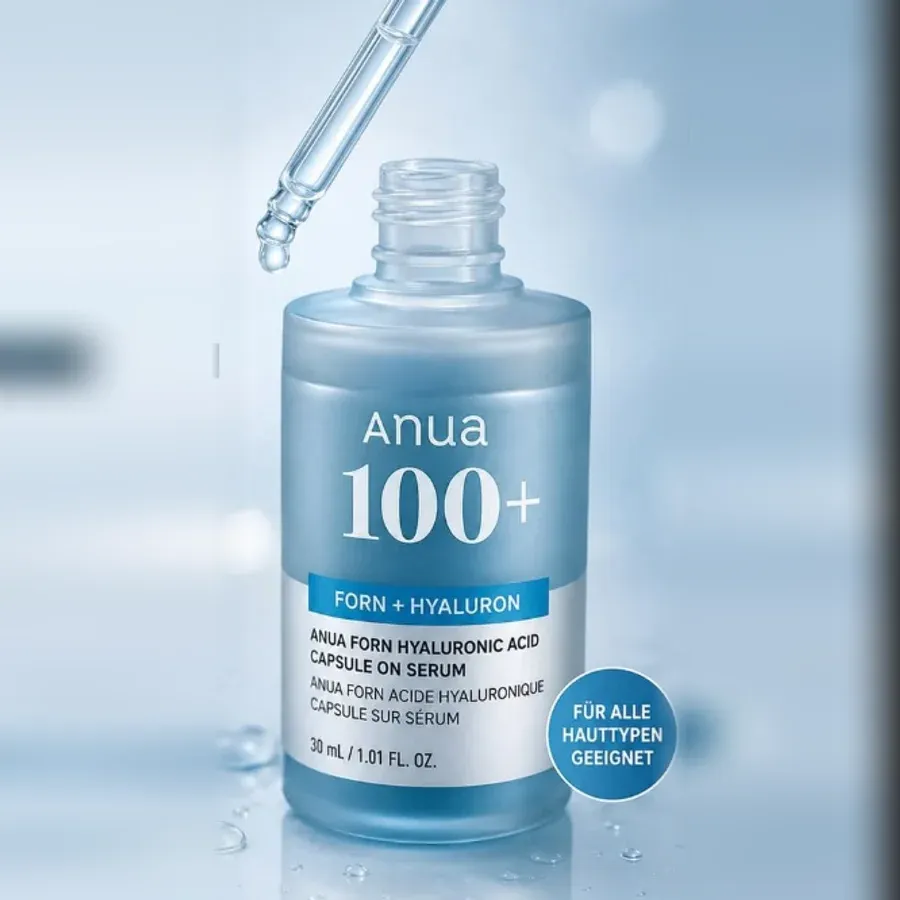 Anua
100+
FORN + HYALURON
ANUA FORN HYALURONIC ACID
CAPSULE ON SERUM
ANUA FORN ACIDE HYALURONIQUE
CAPSULE SUR SÉRUM
30 mL / 1.01 FL. OZ.
FÜR ALLE
HAUTTYPEN
GEEIGNET